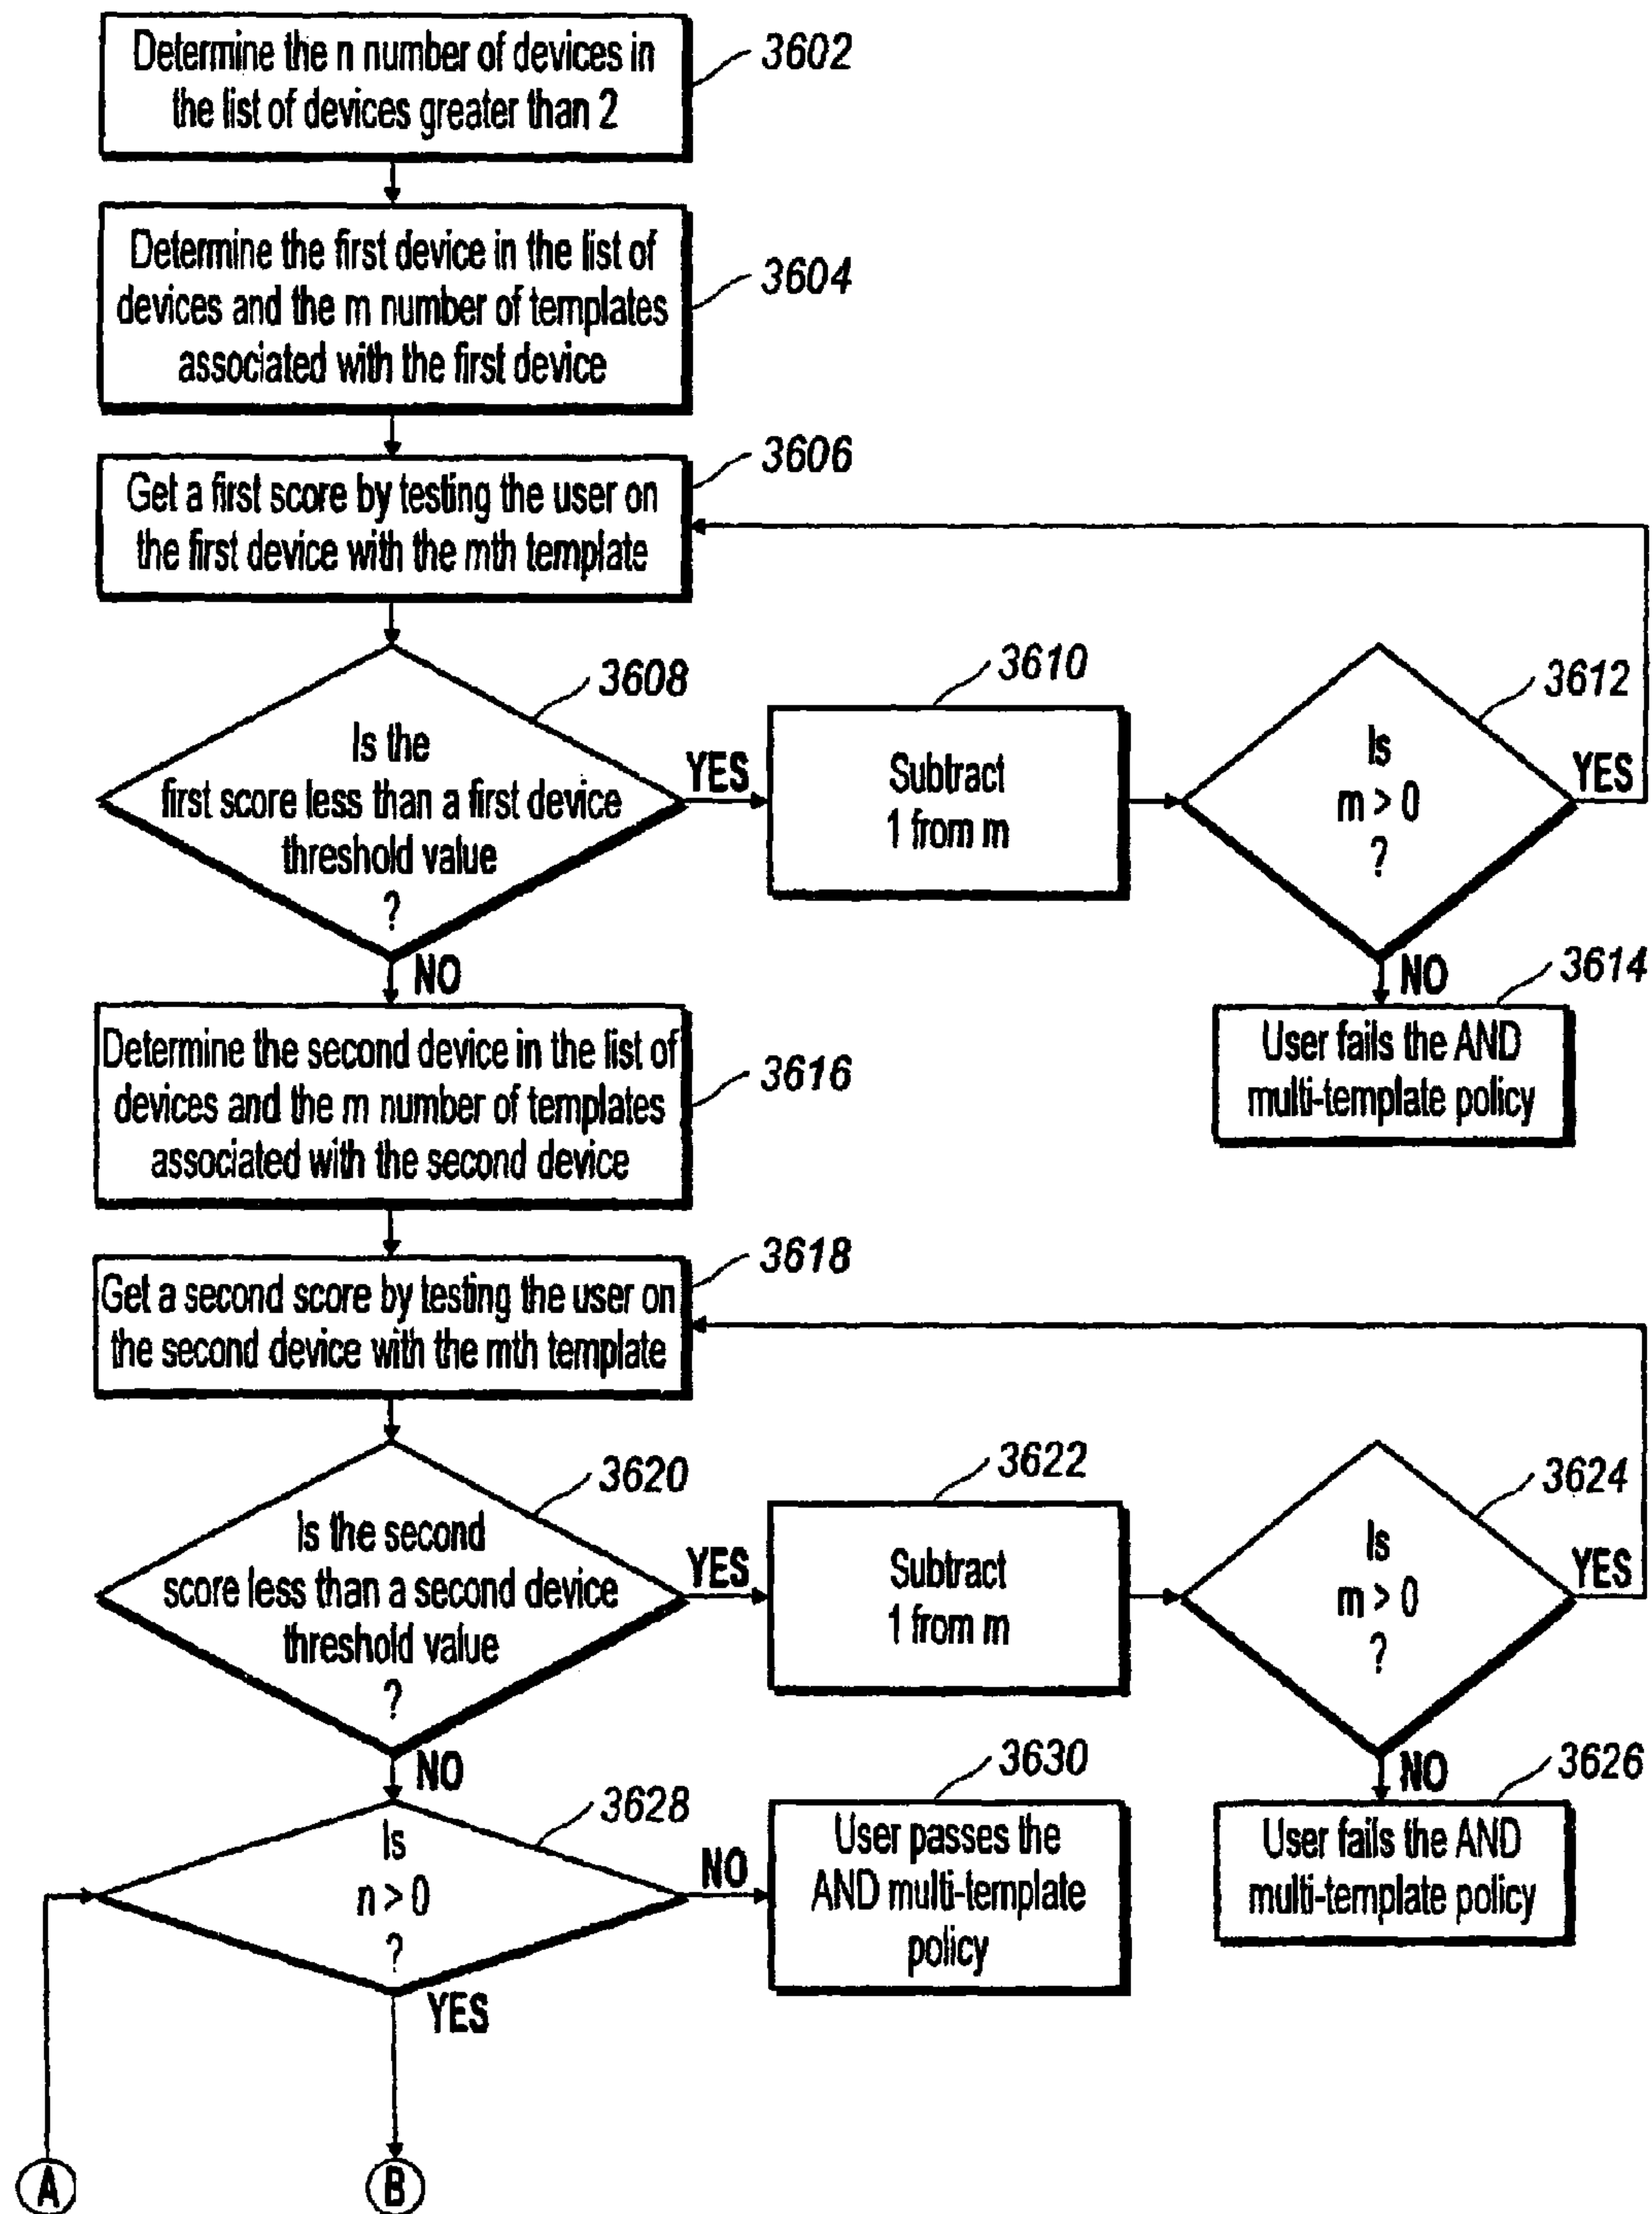 Determine the n number of devices in
the list of devices greater than 2
3602
Determine the first device in the list of
devices and the m number of templates
associated with the first device
3604
Get a first score by testing the user on
the first device with the mth template
3606
Is the
first score less than a first device
threshold value
?
3608
YES
NO
Subtract
1 from m
3610
Is
m > 0
?
3612
YES
NO
User fails the AND
multi-template policy
3614
Determine the second device in the list of
devices and the m number of templates
associated with the second device
3616
Get a second score by testing the user on
the second device with the mth template
3618
Is the second
score less than a second device
threshold value
?
3620
YES
NO
Subtract
1 from m
3622
Is
m > 0
?
3624
YES
NO
User fails the AND
multi-template policy
3626
Is
n > 0
?
3628
NO
YES
User passes the
AND multi-template
policy
3630
A
B